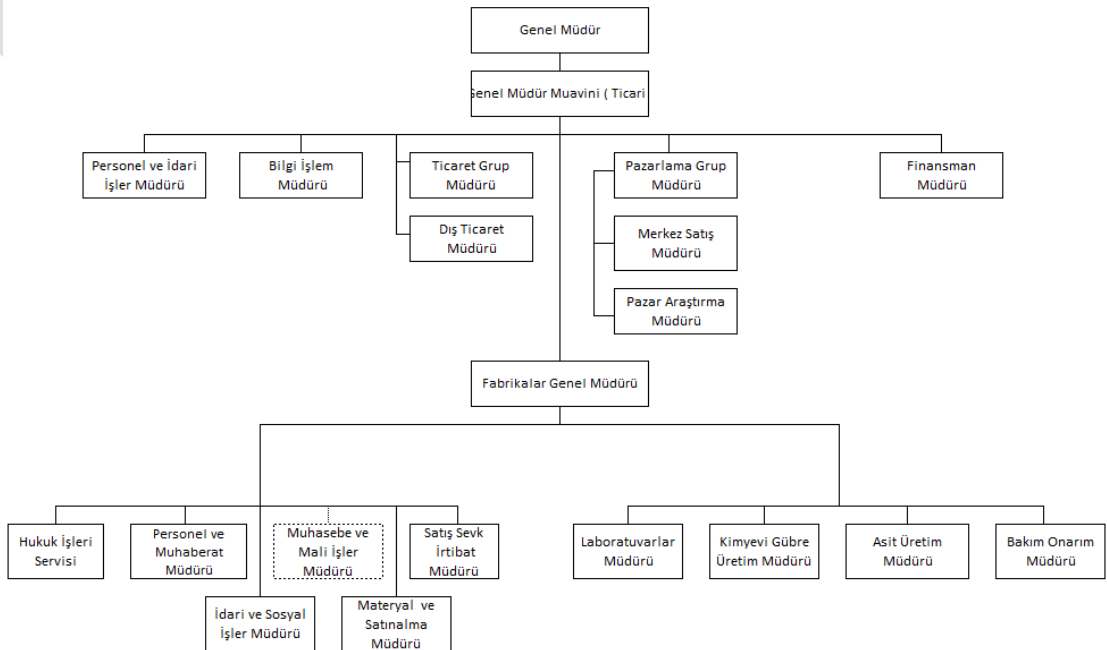 Genel Müdür
Genel Müdür Muavini ( Ticari
Personel ve İdari
İşler Müdürü
Bilgi İşlem
Müdürü
Ticaret Grup
Müdürü
Pazarlama Grup
Müdürü
Finansman
Müdürü
Dış Ticaret
Müdürü
Merkez Satış
Müdürü
Pazar Araştırma
Müdürü
Fabrikalar Genel Müdürü
Hukuk İşleri
Servisi
Personel ve
Muhaberat
Müdürü
Muhasebe ve
Mali İşler
Müdürü
Satış Sevk
İrtibat
Müdürü
Laboratuvarlar
Müdürü
Kimyevi Gübre
Üretim Müdürü
Asit Üretim
Müdürü
Bakım Onarım
Müdürü
İdari ve Sosyal
İşler Müdürü
Materyal ve
Satınalma
Müdürü